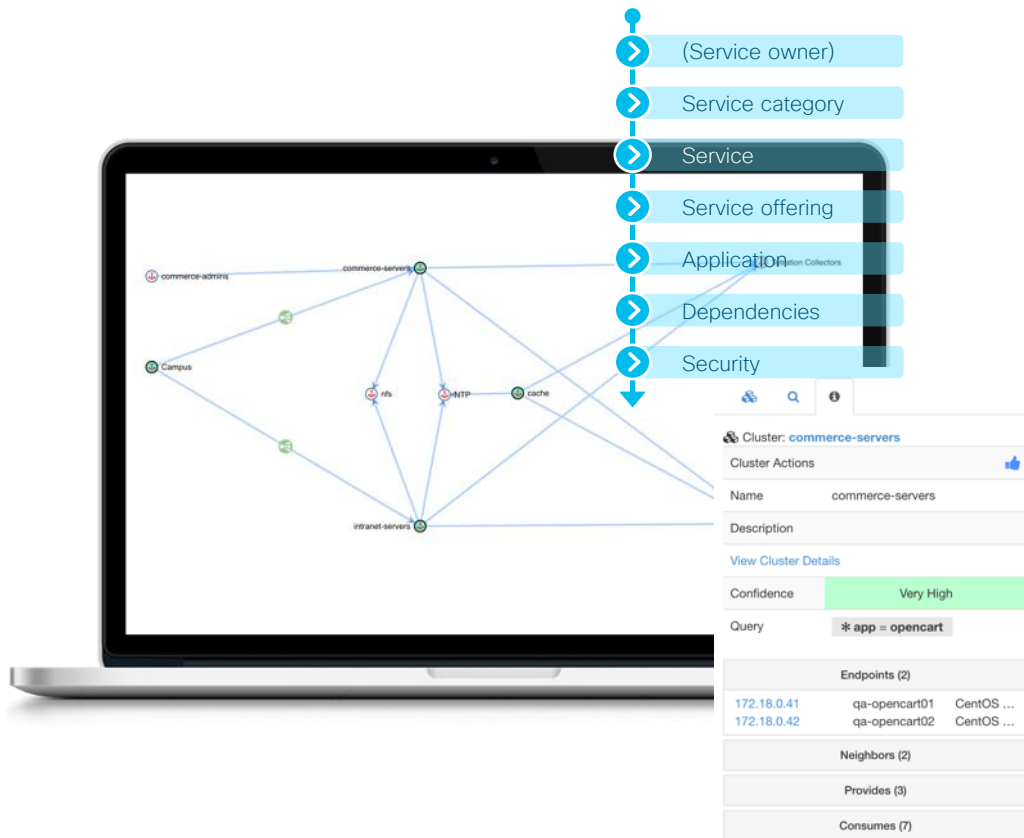 (Service owner)
Service category
Service
Service offering
Application
Dependencies
Security
commerce-admins
commerce-servers
Collectors
Campus
nfs
NTP
cache
intranet-servers
Cluster: commerce-servers
Cluster Actions
Name commerce-servers
Description
View Cluster Details
Confidence Very High
Query * app = opencart
Endpoints (2)
172.18.0.41 qa-opencart01 CentOS ...
172.18.0.42 qa-opencart02 CentOS ...
Neighbors (2)
Provides (3)
Consumes (7)